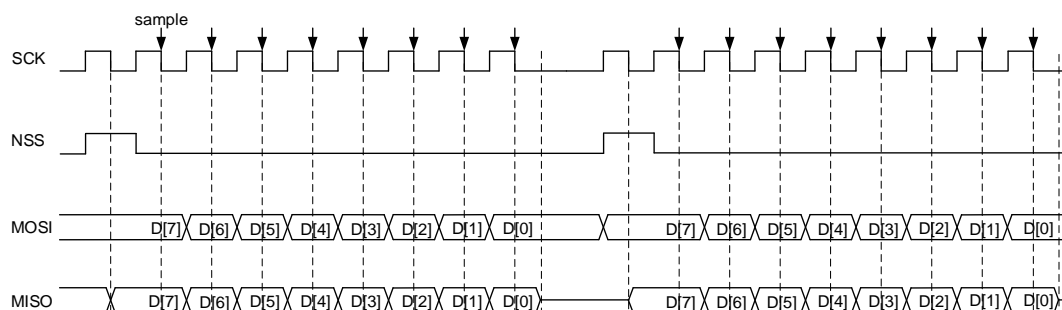 sample
SCK
NSS
MOSI D[7] D[6] D[5] D[4] D[3] D[2] D[1] D[0] D[7] D[6] D[5] D[4] D[3] D[2] D[1] D[0]
MISO D[7] D[6] D[5] D[4] D[3] D[2] D[1] D[0] D[7] D[6] D[5] D[4] D[3] D[2] D[1] D[0]